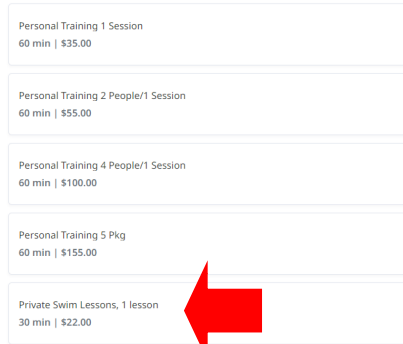 Personal Training 1 Session
60 min | $35.00
Personal Training 2 People/1 Session
60 min | $55.00
Personal Training 4 People/1 Session
60 min | $100.00
Personal Training 5 Pkg
60 min | $155.00
Private Swim Lessons, 1 lesson
30 min | $22.00